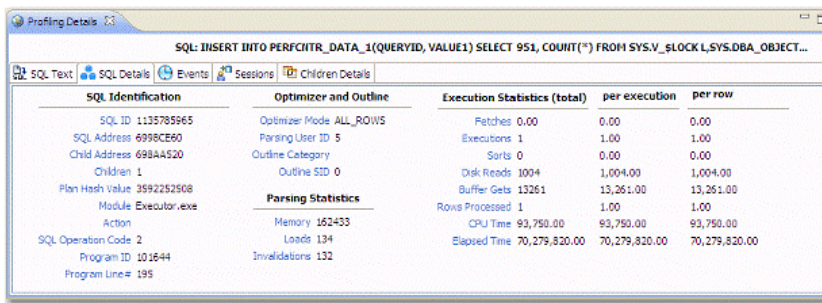 Profiling Details
SQL: INSERT INTO PERFCNTR_DATA_1(QUERYID, VALUE1) SELECT 951, COUNT(*) FROM SYS.V_$LOCK L,SYS.DBA_OBJECT...
SQL Text SQL Details Events Sessions Children Details
SQL Identification
SQL ID 1135785965
SQL Address 6998CE60
Child Address 698AA520
Children 1
Plan Hash Value 3592252508
Module Executor.exe
Action
SQL Operation Code 2
Program ID 101644
Program Line# 195
Optimizer and Outline
Optimizer Mode ALL_ROWS
Parsing User ID 5
Outline Category
Outline SID 0
Parsing Statistics
Memory 162433
Loads 134
Invalidations 132
Execution Statistics (total) per execution per row
Fetches 0.00 0.00 0.00
Executions 1 1.00 1.00
Sorts 0 0.00 0.00
Disk Reads 1004 1,004.00 1,004.00
Buffer Gets 13261 13,261.00 13,261.00
Rows Processed 1 1.00 1.00
CPU Time 93,750.00 93,750.00 93,750.00
Elapsed Time 70,279,820.00 70,279,820.00 70,279,820.00